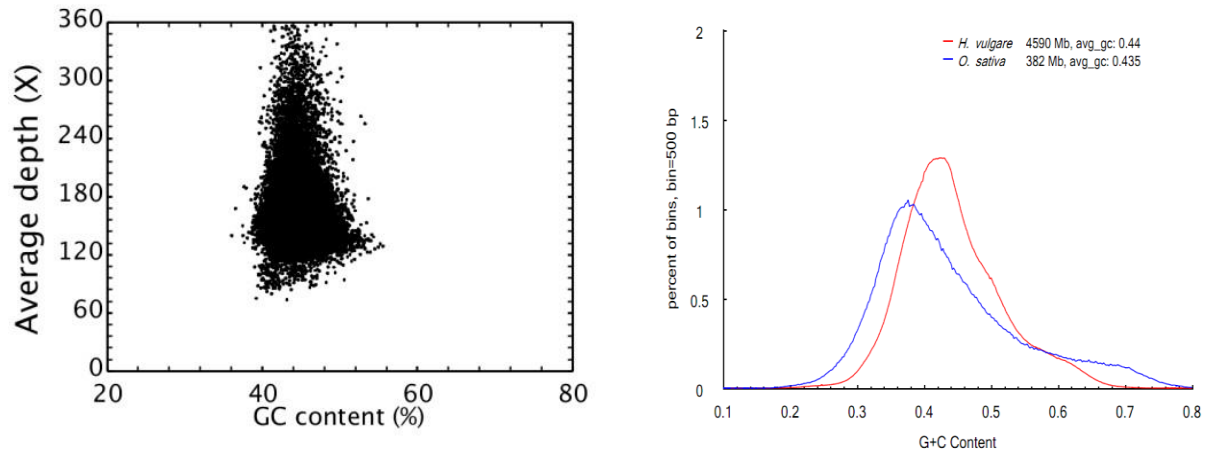 Average depth (X)
360
300
240
180
120
60
0
20 40 60 80
GC content (%)
H. vulgare 4590 Mb, avg_gc: 0.44
O. sativa 382 Mb, avg_gc: 0.435
percent of bins, bin=500 bp
2
1.5
1
0.5
0
0.1 0.2 0.3 0.4 0.5 0.6 0.7 0.8
G+C Content